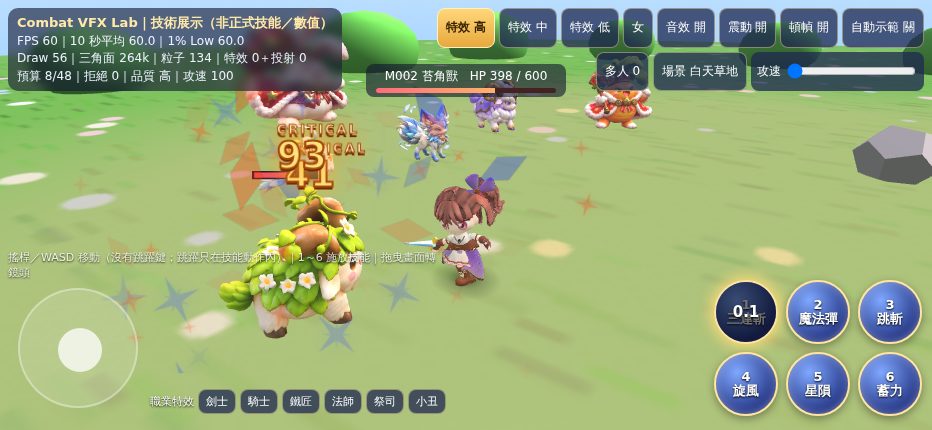 Combat VFX Lab｜技術展示（非正式技能／數值）
FPS 60｜10 秒平均 60.0｜1% Low 60.0
Draw 56｜三角面 264k｜粒子 134｜特效 0＋投射 0
預算 8/48｜拒絕 0｜品質 高｜攻速 100
特效 高
特效 中
特效 低
女
音效 開
震動 開
頓幀 開
自動示範 關
多人 0
場景 白天草地
攻速
M002 苔角獸 HP 398 / 600
CRITICAL
93
41
搖桿／WASD 移動（沒有跳躍鍵；跳躍只在技能動作內）｜1~6 施放技能｜拖曳畫面轉
鏡頭
0.1
三連斬
2
魔法彈
3
跳斬
4
旋風
5
星隕
6
蓄力
職業特效
劍士
騎士
鐵匠
法師
祭司
小丑